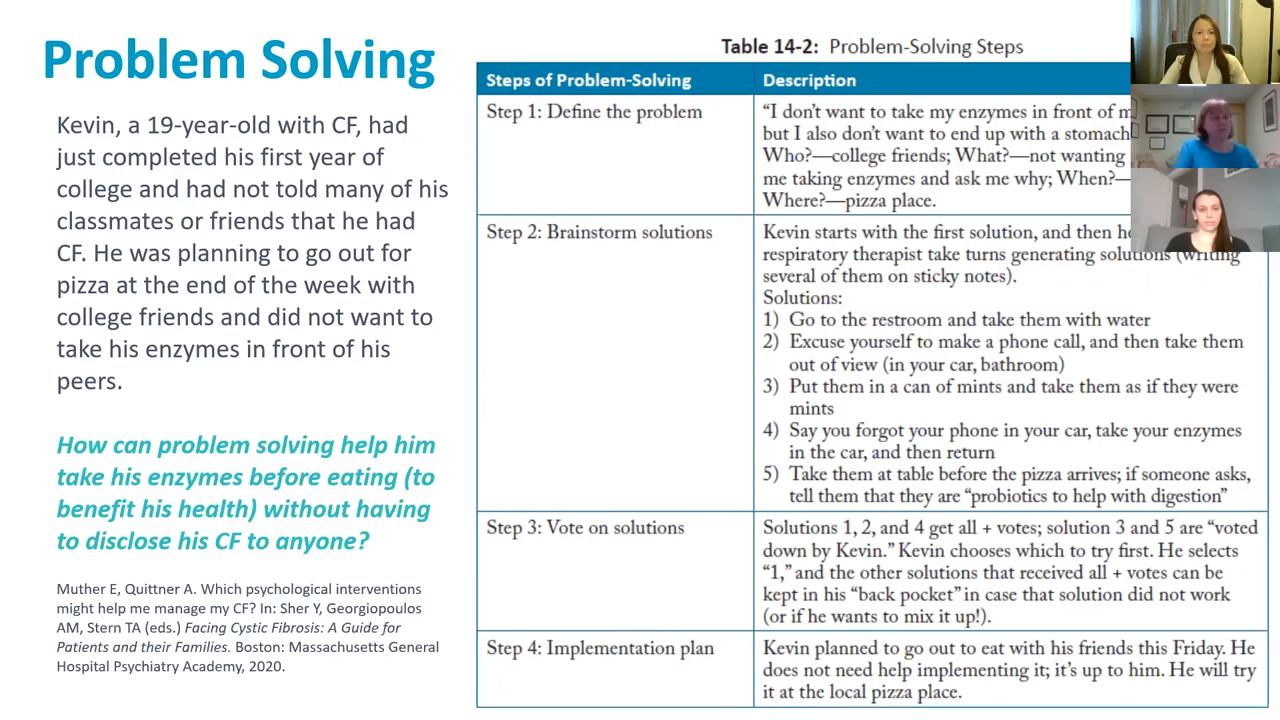 Problem Solving
Kevin, a 19-year-old with CF, had
just completed his first year of
college and had not told many of his
classmates or friends that he had
CF. He was planning to go out for
pizza at the end of the week with
college friends and did not want to
take his enzymes in front of his
peers.
How can problem solving help him
take his enzymes before eating (to
benefit his health) without having
to disclose his CF to anyone?
Muther E, Quittner A. Which psychological interventions
might help me manage my CF? In: Sher Y, Georgiopoulos
AM, Stern TA (eds.) Facing Cystic Fibrosis: A Guide for
Patients and their Families. Boston: Massachusetts General
Hospital Psychiatry Academy, 2020.
Table 14-2: Problem-Solving Steps
Steps of Problem-Solving Description
Step 1: Define the problem
“I don’t want to take my enzymes in front of
but I also don’t want to end up with a stomach
Who?—college friends; What?—not wanting
me taking enzymes and ask me why; When?—
Where?—pizza place.
Step 2: Brainstorm solutions
Kevin starts with the first solution, and then
respiratory therapist take turns generating solutions (writing
several of them on sticky notes).
Solutions:
1) Go to the restroom and take them with water
2) Excuse yourself to make a phone call, and then take them
out of view (in your car, bathroom)
3) Put them in a can of mints and take them as if they were
mints
4) Say you forgot your phone in your car, take your enzymes
in the car, and then return
5) Take them at table before the pizza arrives; if someone asks,
tell them that they are “probiotics to help with digestion”
Step 3: Vote on solutions
Solutions 1, 2, and 4 get all + votes; solution 3 and 5 are “voted
down by Kevin.” Kevin chooses which to try first. He selects
“1,” and the other solutions that received all + votes can be
kept in his “back pocket” in case that solution did not work
(or if he wants to mix it up!).
Step 4: Implementation plan
Kevin planned to go out to eat with his friends this Friday. He
does not need help implementing it; it’s up to him. He will try
it at the local pizza place.